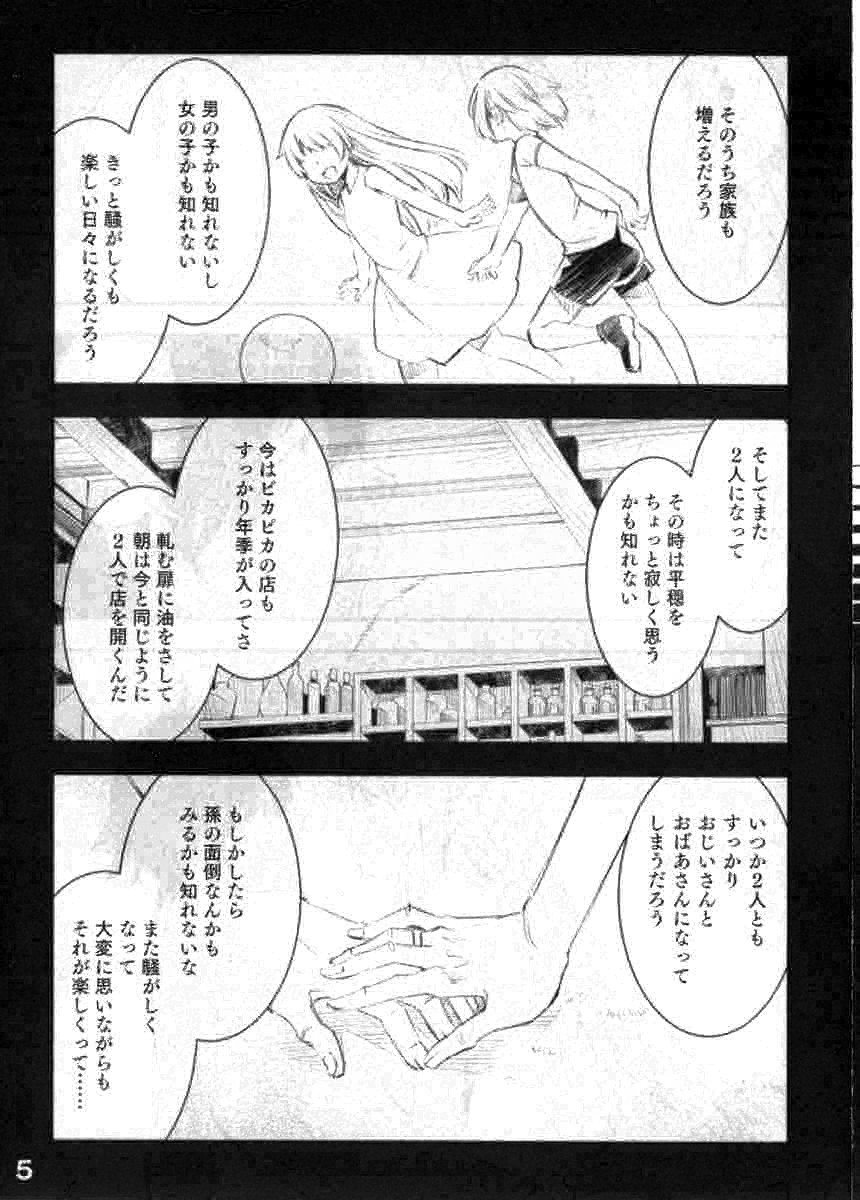 そのうち家族も
増えるだろう
男の子かも知れないし
女の子かも知れない
きっと騒がしくも
楽しい日々になるだろう
そしてまた
2人になって
その時は平穏を
ちょっと寂しく思う
かも知れない
今はピカピカの店も
すっかり年季が入ってさ
軋む扉に油をさして
朝は今と同じように
2人で店を開くんだ
いつか2人とも
すっかり
おじいさんと
おばあさんになって
しまうだろう
もしかしたら
孫の面倒なんかも
みるかも知れないな
また騒がしく
なって
大変に思いながらも
それが楽しくって……
5